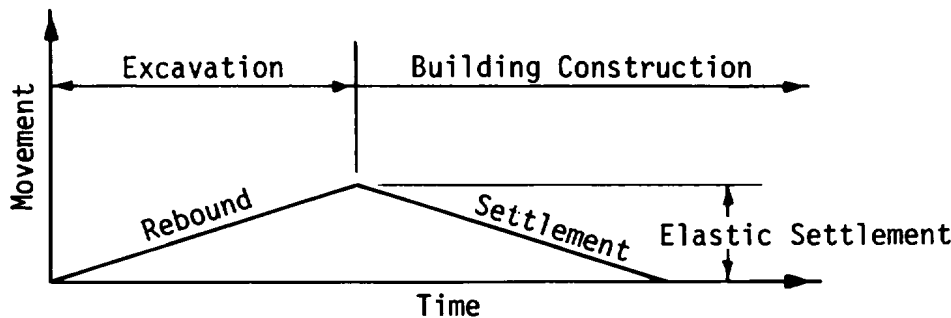 Excavation
Building Construction
Movement
Rebound
Settlement
Elastic Settlement
Time